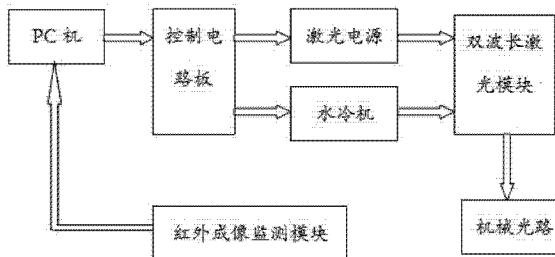 PC 机
控制电
路板
激光电源
水冷机
双波长激
光模块
红外成像监测模块
机械光路